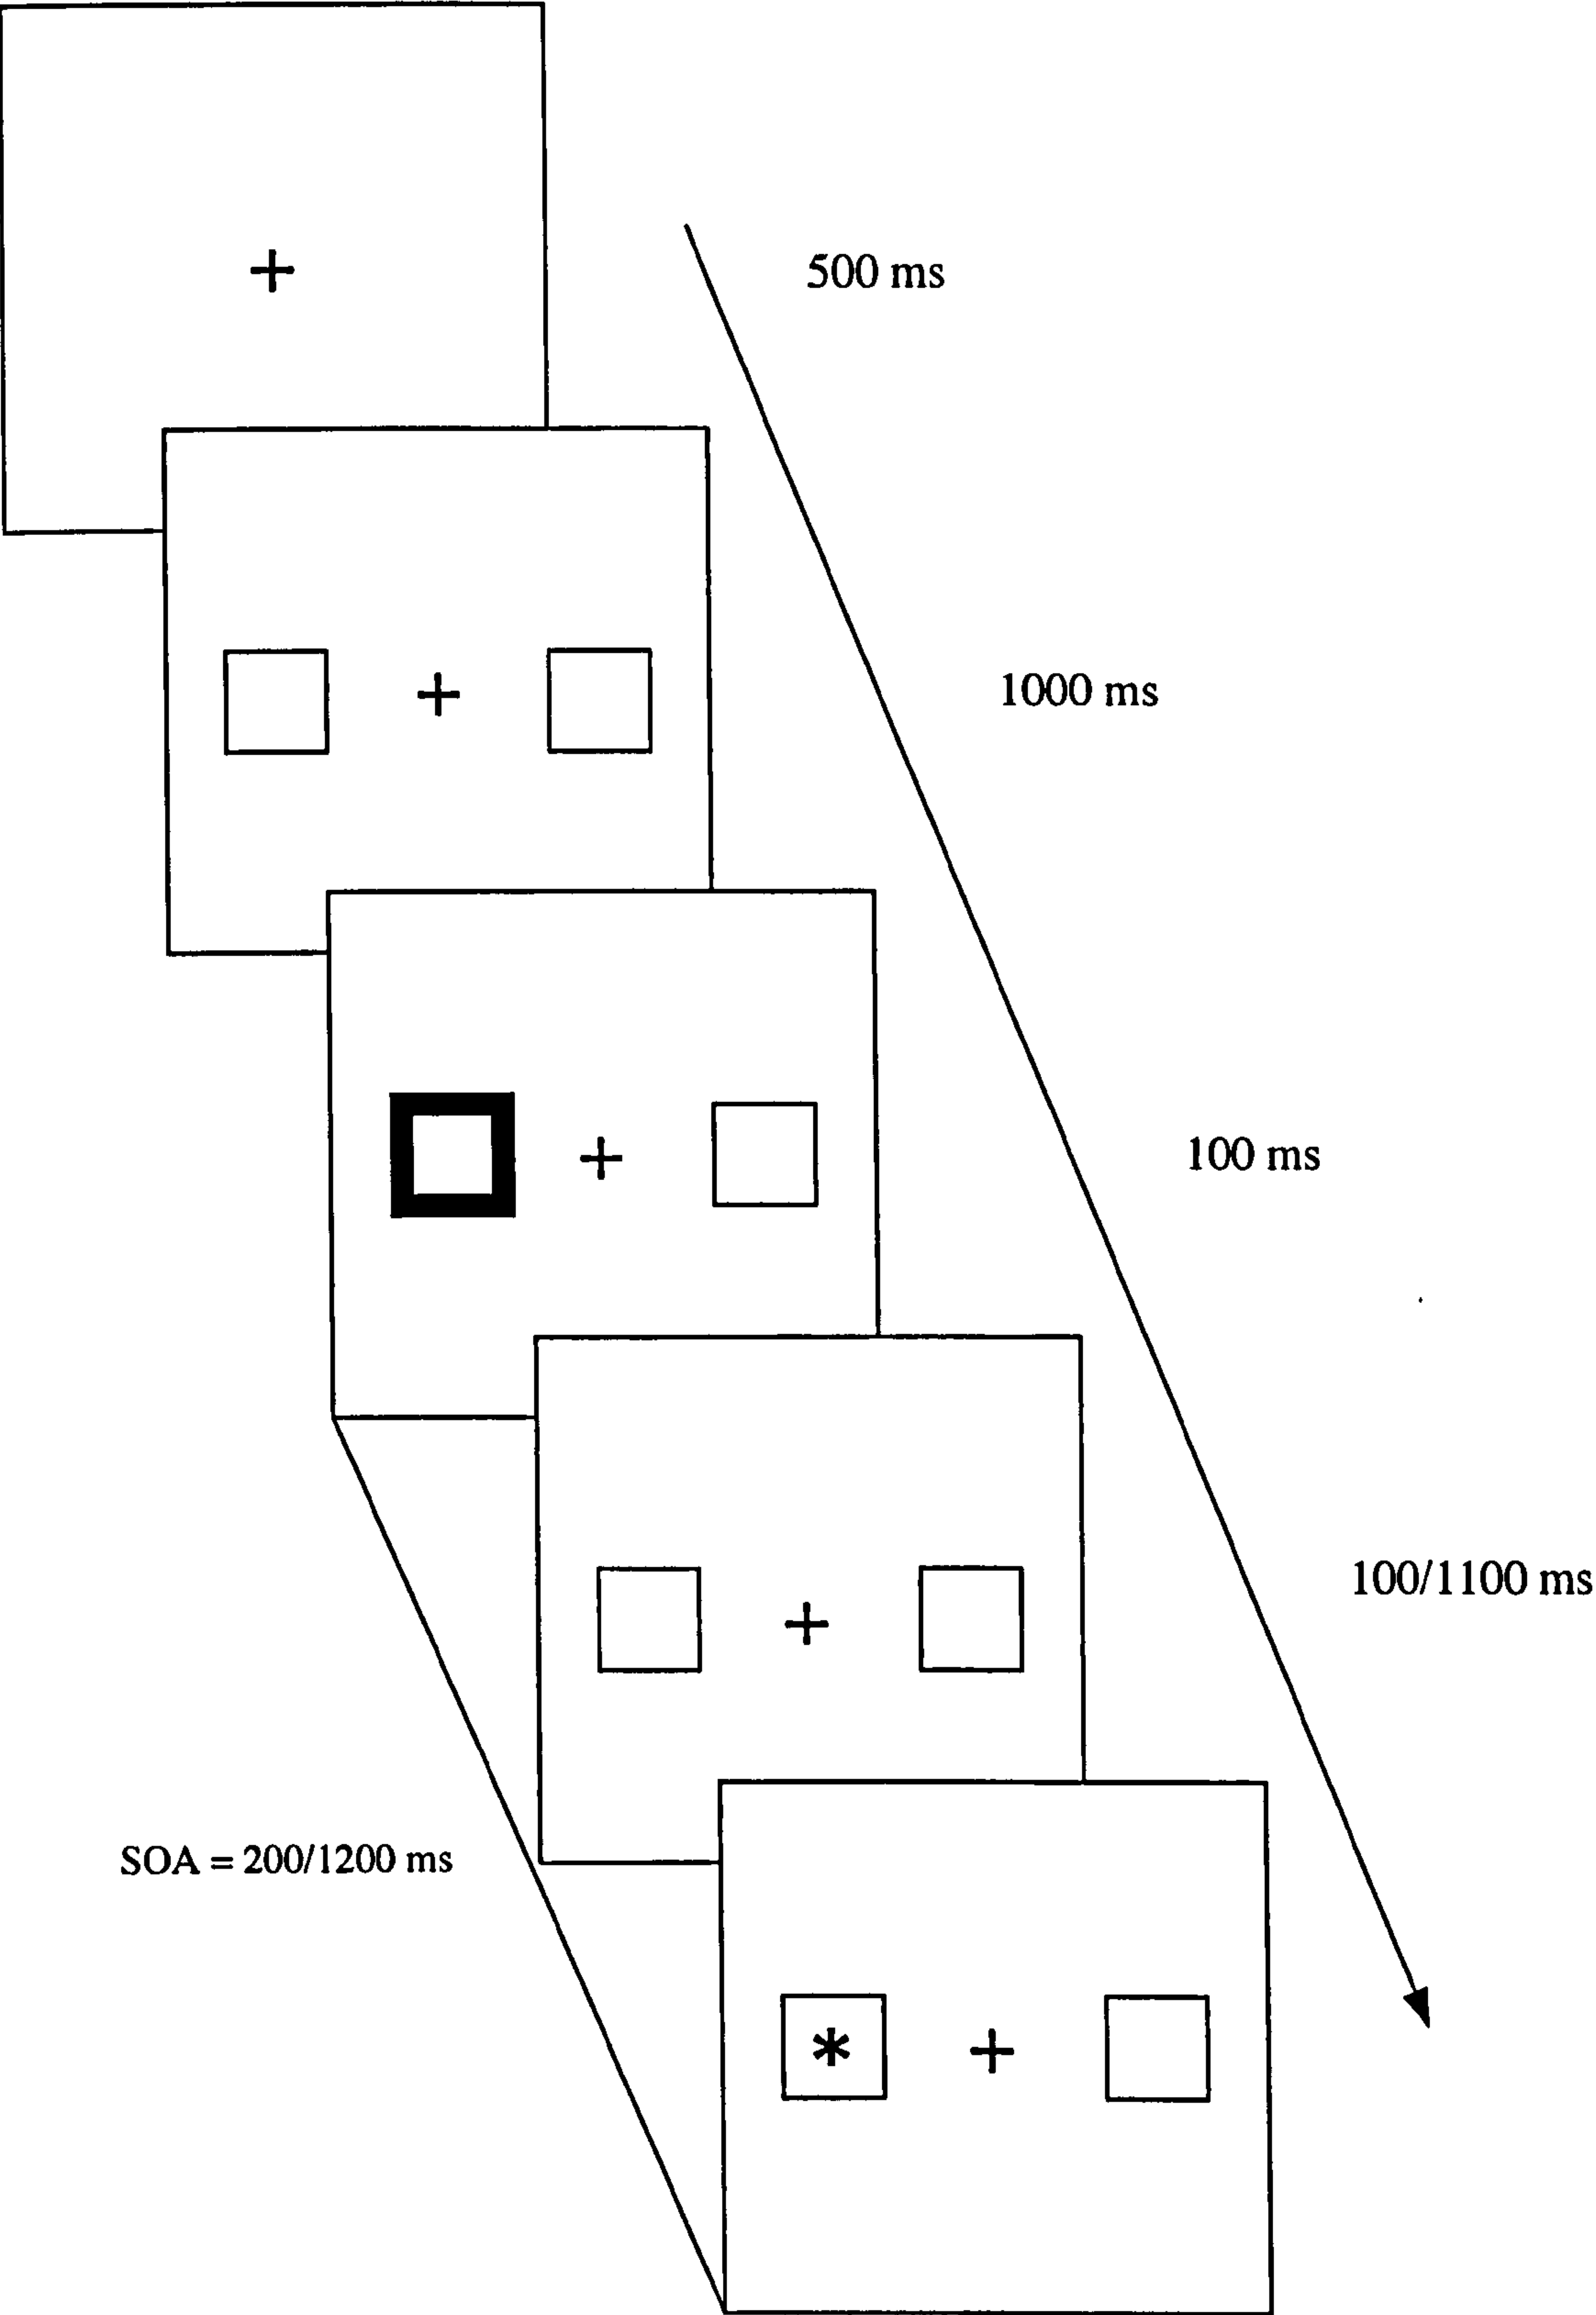 +
500 ms
+
1000 ms
+
100 ms
+
100/1100 ms
SOA = 200/1200 ms
* +